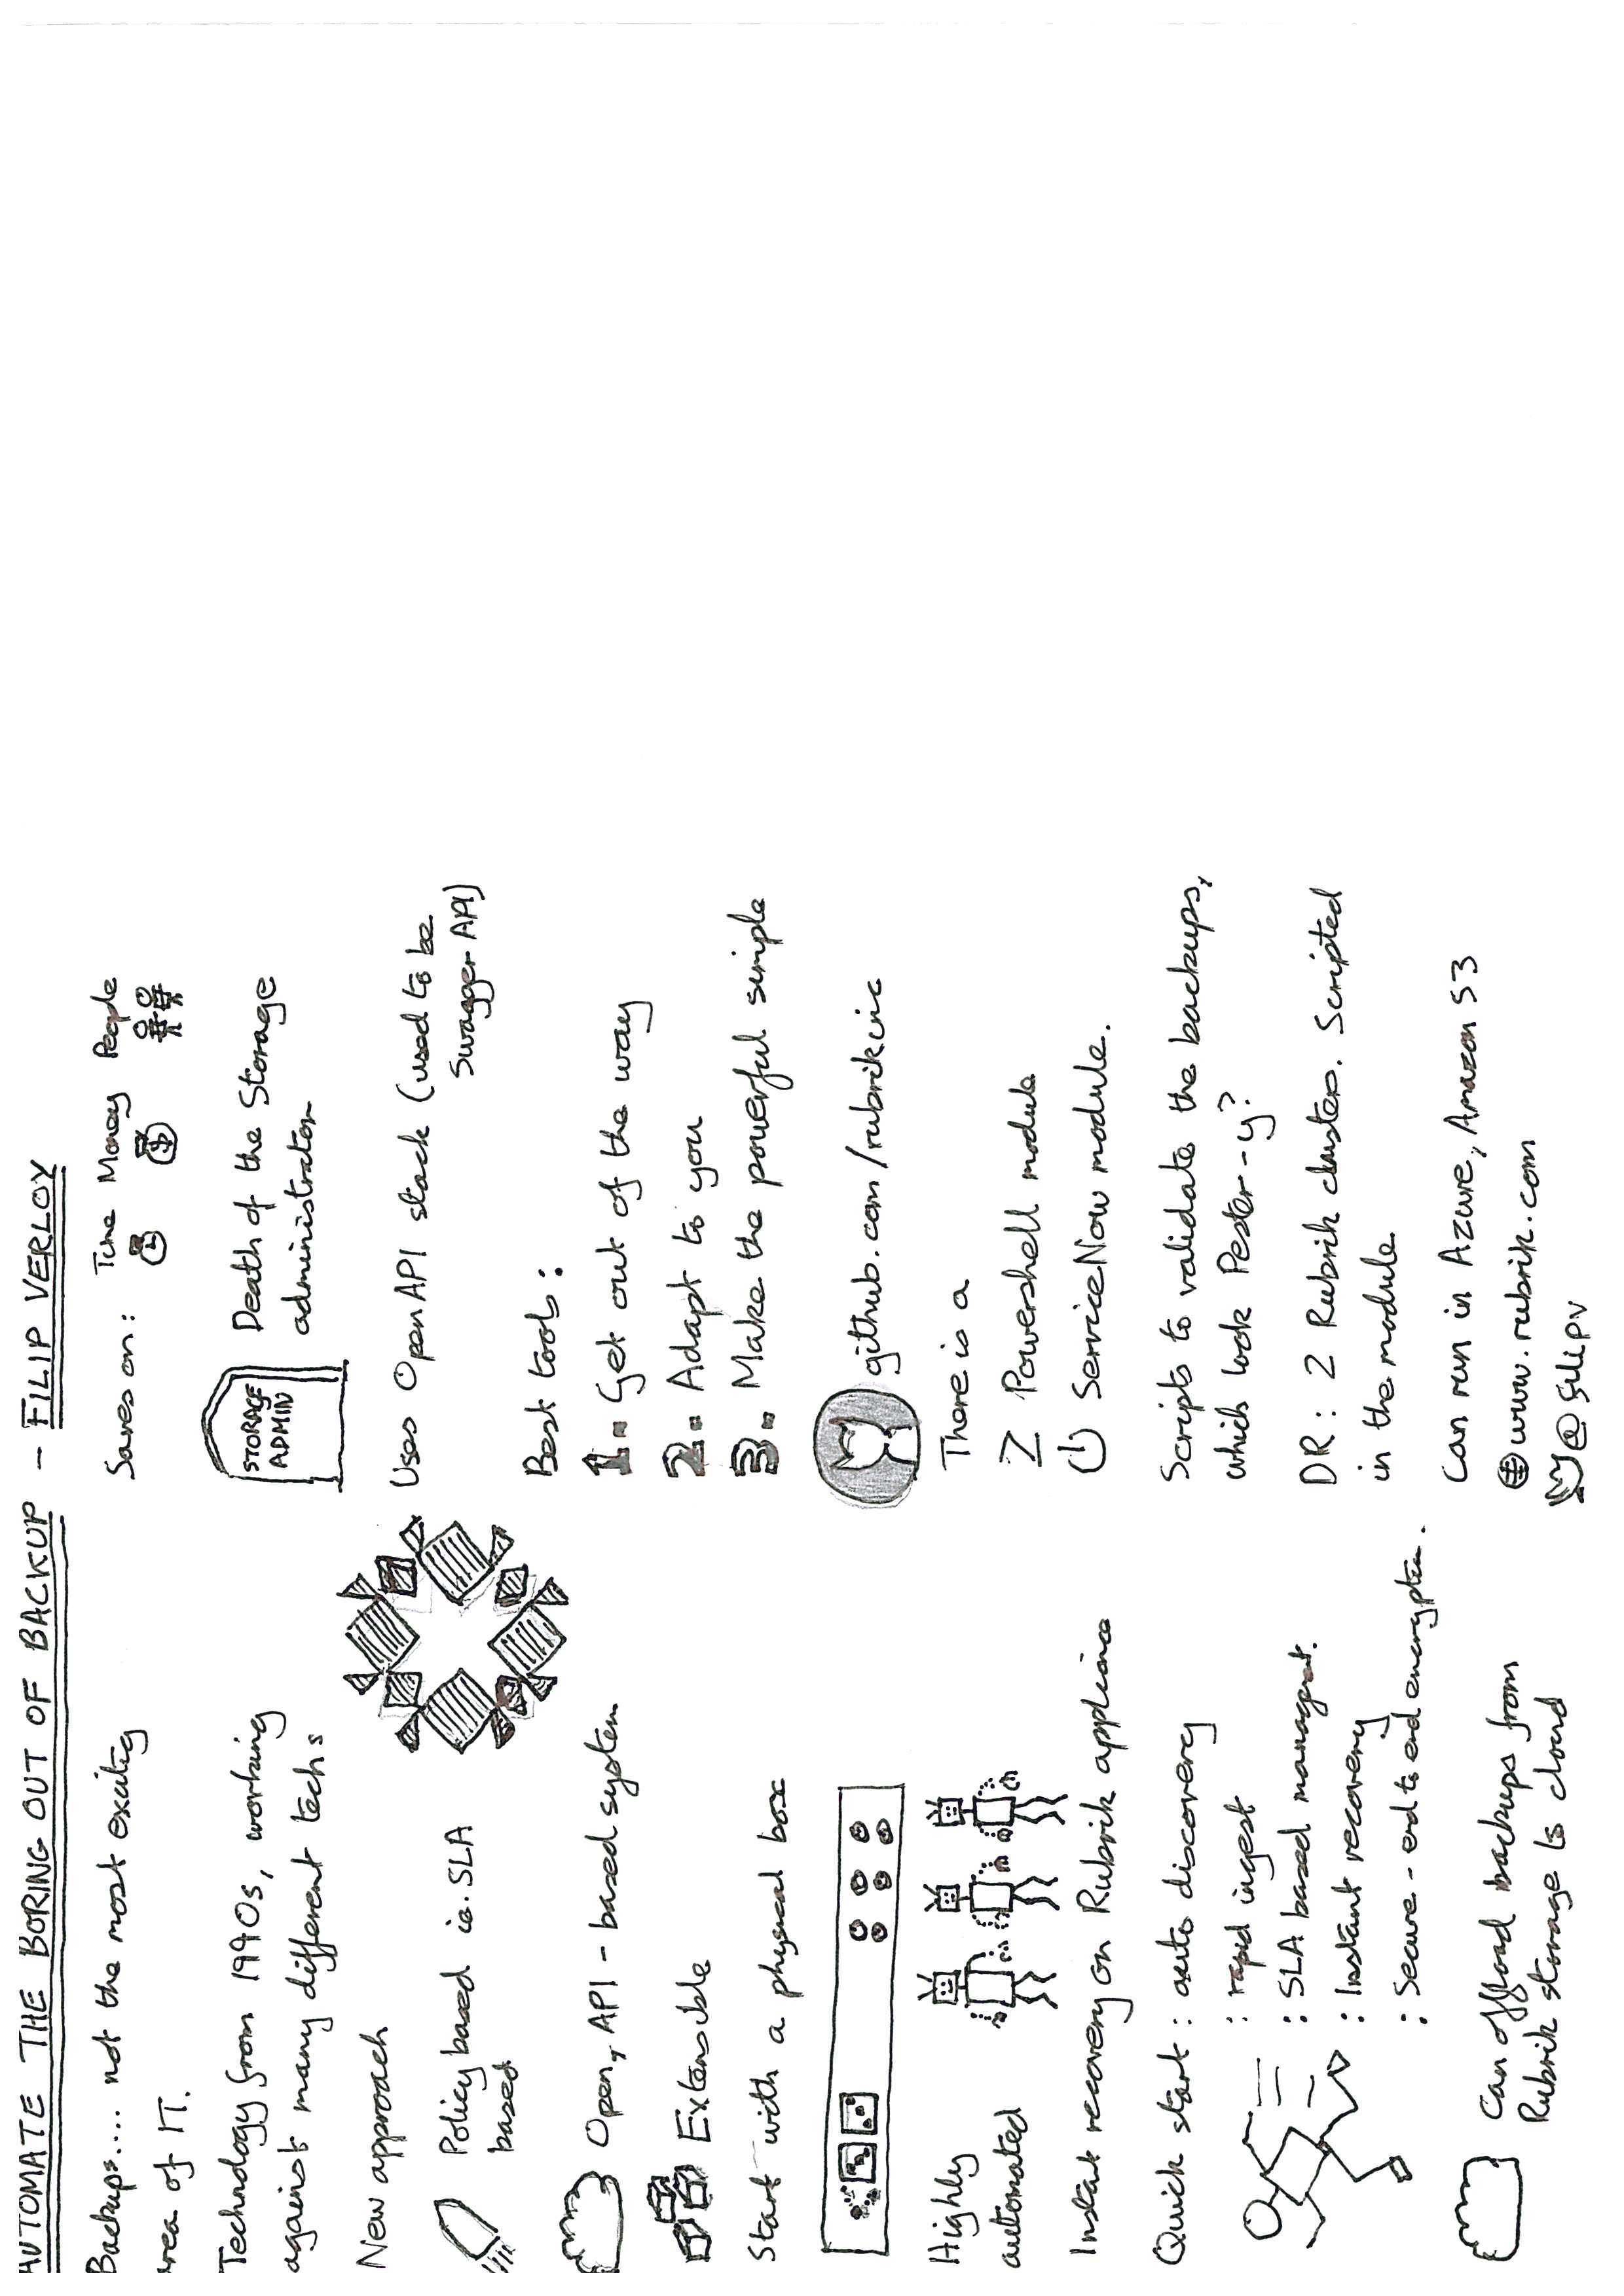 AUTOMATE THE BORING OUT OF BACKUP - FILIP VERLOY
Backups.... not the most exciting
area of IT.
Technology from 1990s, working
against many different techs
New approach
Policy based ie. SLA
based
Open, API - based system
Extensible
Start with a physical box
Highly
automated
Instant recovery on Rubrik appliance
Quick start : auto discovery
: rapid ingest
: SLA based managemt.
: Instant recovery
: Secure - end to end encryption.
Can offload backups from
Rubrik storage to cloud
Saves on: Time Money People
$
STORAGE
ADMIN
Death of the Storage
administrator
Uses OpenAPI stack (used to be
Swagger API)
Best tools:
1. Get out of the way
2. Adapt to you
3. Make the powerful simple
github.com/rubrikinc
There is a
Powershell module
ServiceNow module.
Scripts to validate the backups,
which look Pester-y?
DR: 2 Rubrik clusters. Scripted
in the module
Can run in Azure, Amazon S3
www.rubrik.com
@filipv